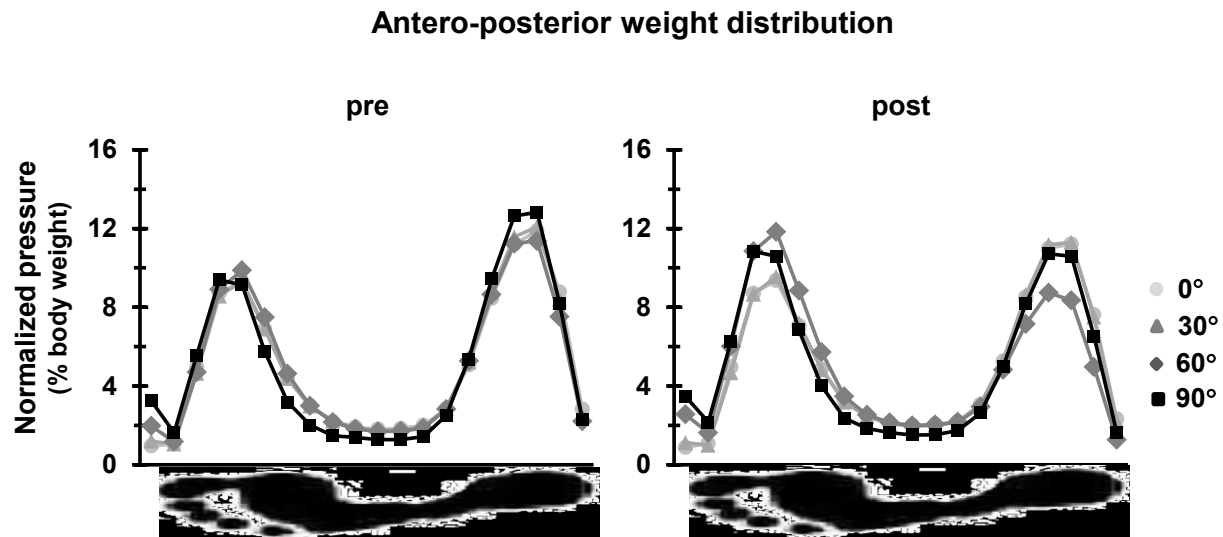 Antero-posterior weight distribution
pre
post
Normalized pressure
(% body weight)
16
12
8
4
0
16
12
8
4
0
0°
30°
60°
90°